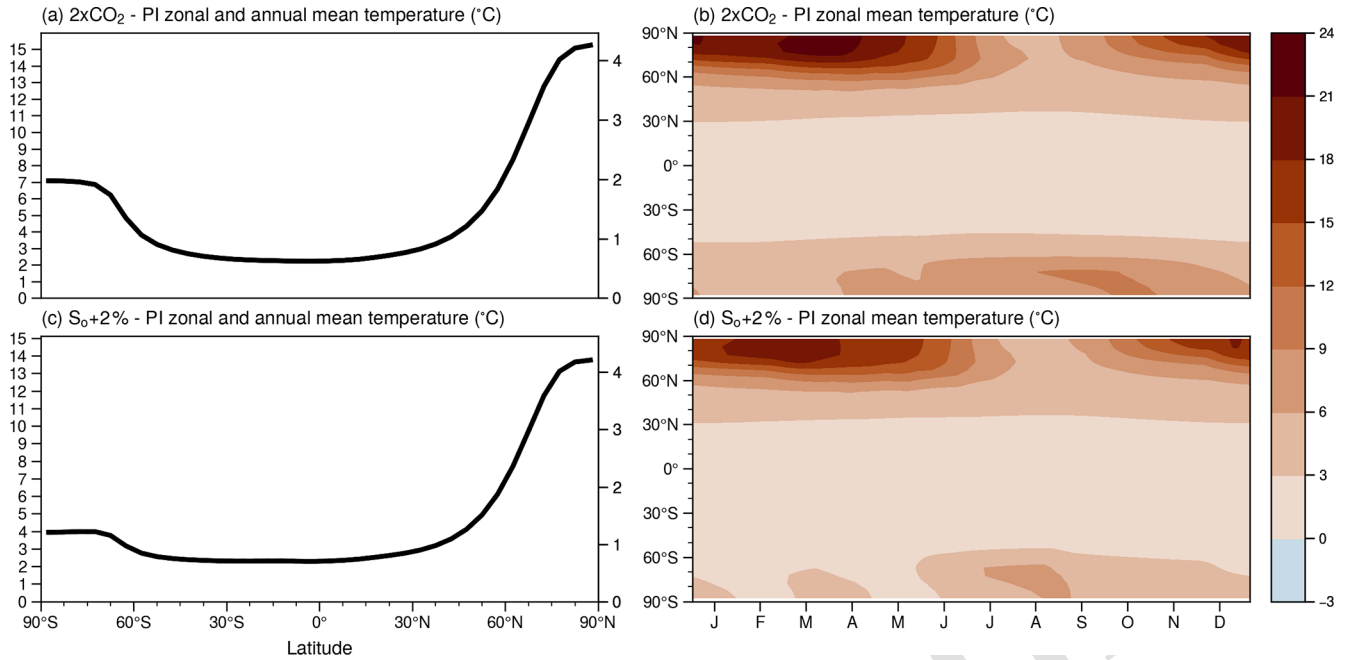 (a) 2xCO₂ - PI zonal and annual mean temperature (°C)
15
14
13
12
11
10
9
8
7
6
5
4
3
2
1
0
4
3
2
1
0
(b) 2xCO₂ - PI zonal mean temperature (°C)
90°N
60°N
30°N
0°
30°S
60°S
90°S
24
21
18
15
12
9
6
3
0
−3
(c) Sₒ+2% - PI zonal and annual mean temperature (°C)
15
14
13
12
11
10
9
8
7
6
5
4
3
2
1
0
4
3
2
1
0
90°S 60°S 30°S 0° 30°N 60°N 90°N
Latitude
(d) Sₒ+2% - PI zonal mean temperature (°C)
90°N
60°N
30°N
0°
30°S
60°S
90°S
J F M A M J J A S O N D